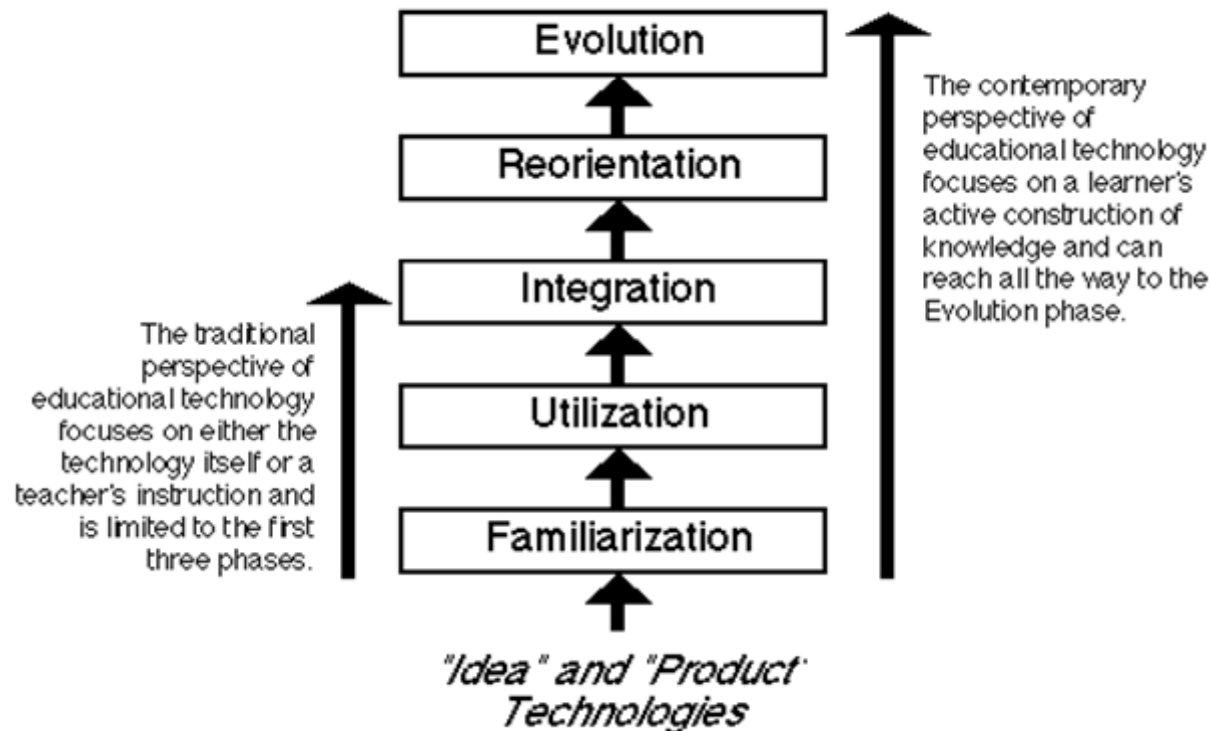 Evolution
Reorientation
Integration
Utilization
Familiarization
"Idea" and "Product"
Technologies
The traditional
perspective of
educational technology
focuses on either the
technology itself or a
teacher's instruction and
is limited to the first
three phases.
The contemporary
perspective of
educational technology
focuses on a learner's
active construction of
knowledge and can
reach all the way to the
Evolution phase.